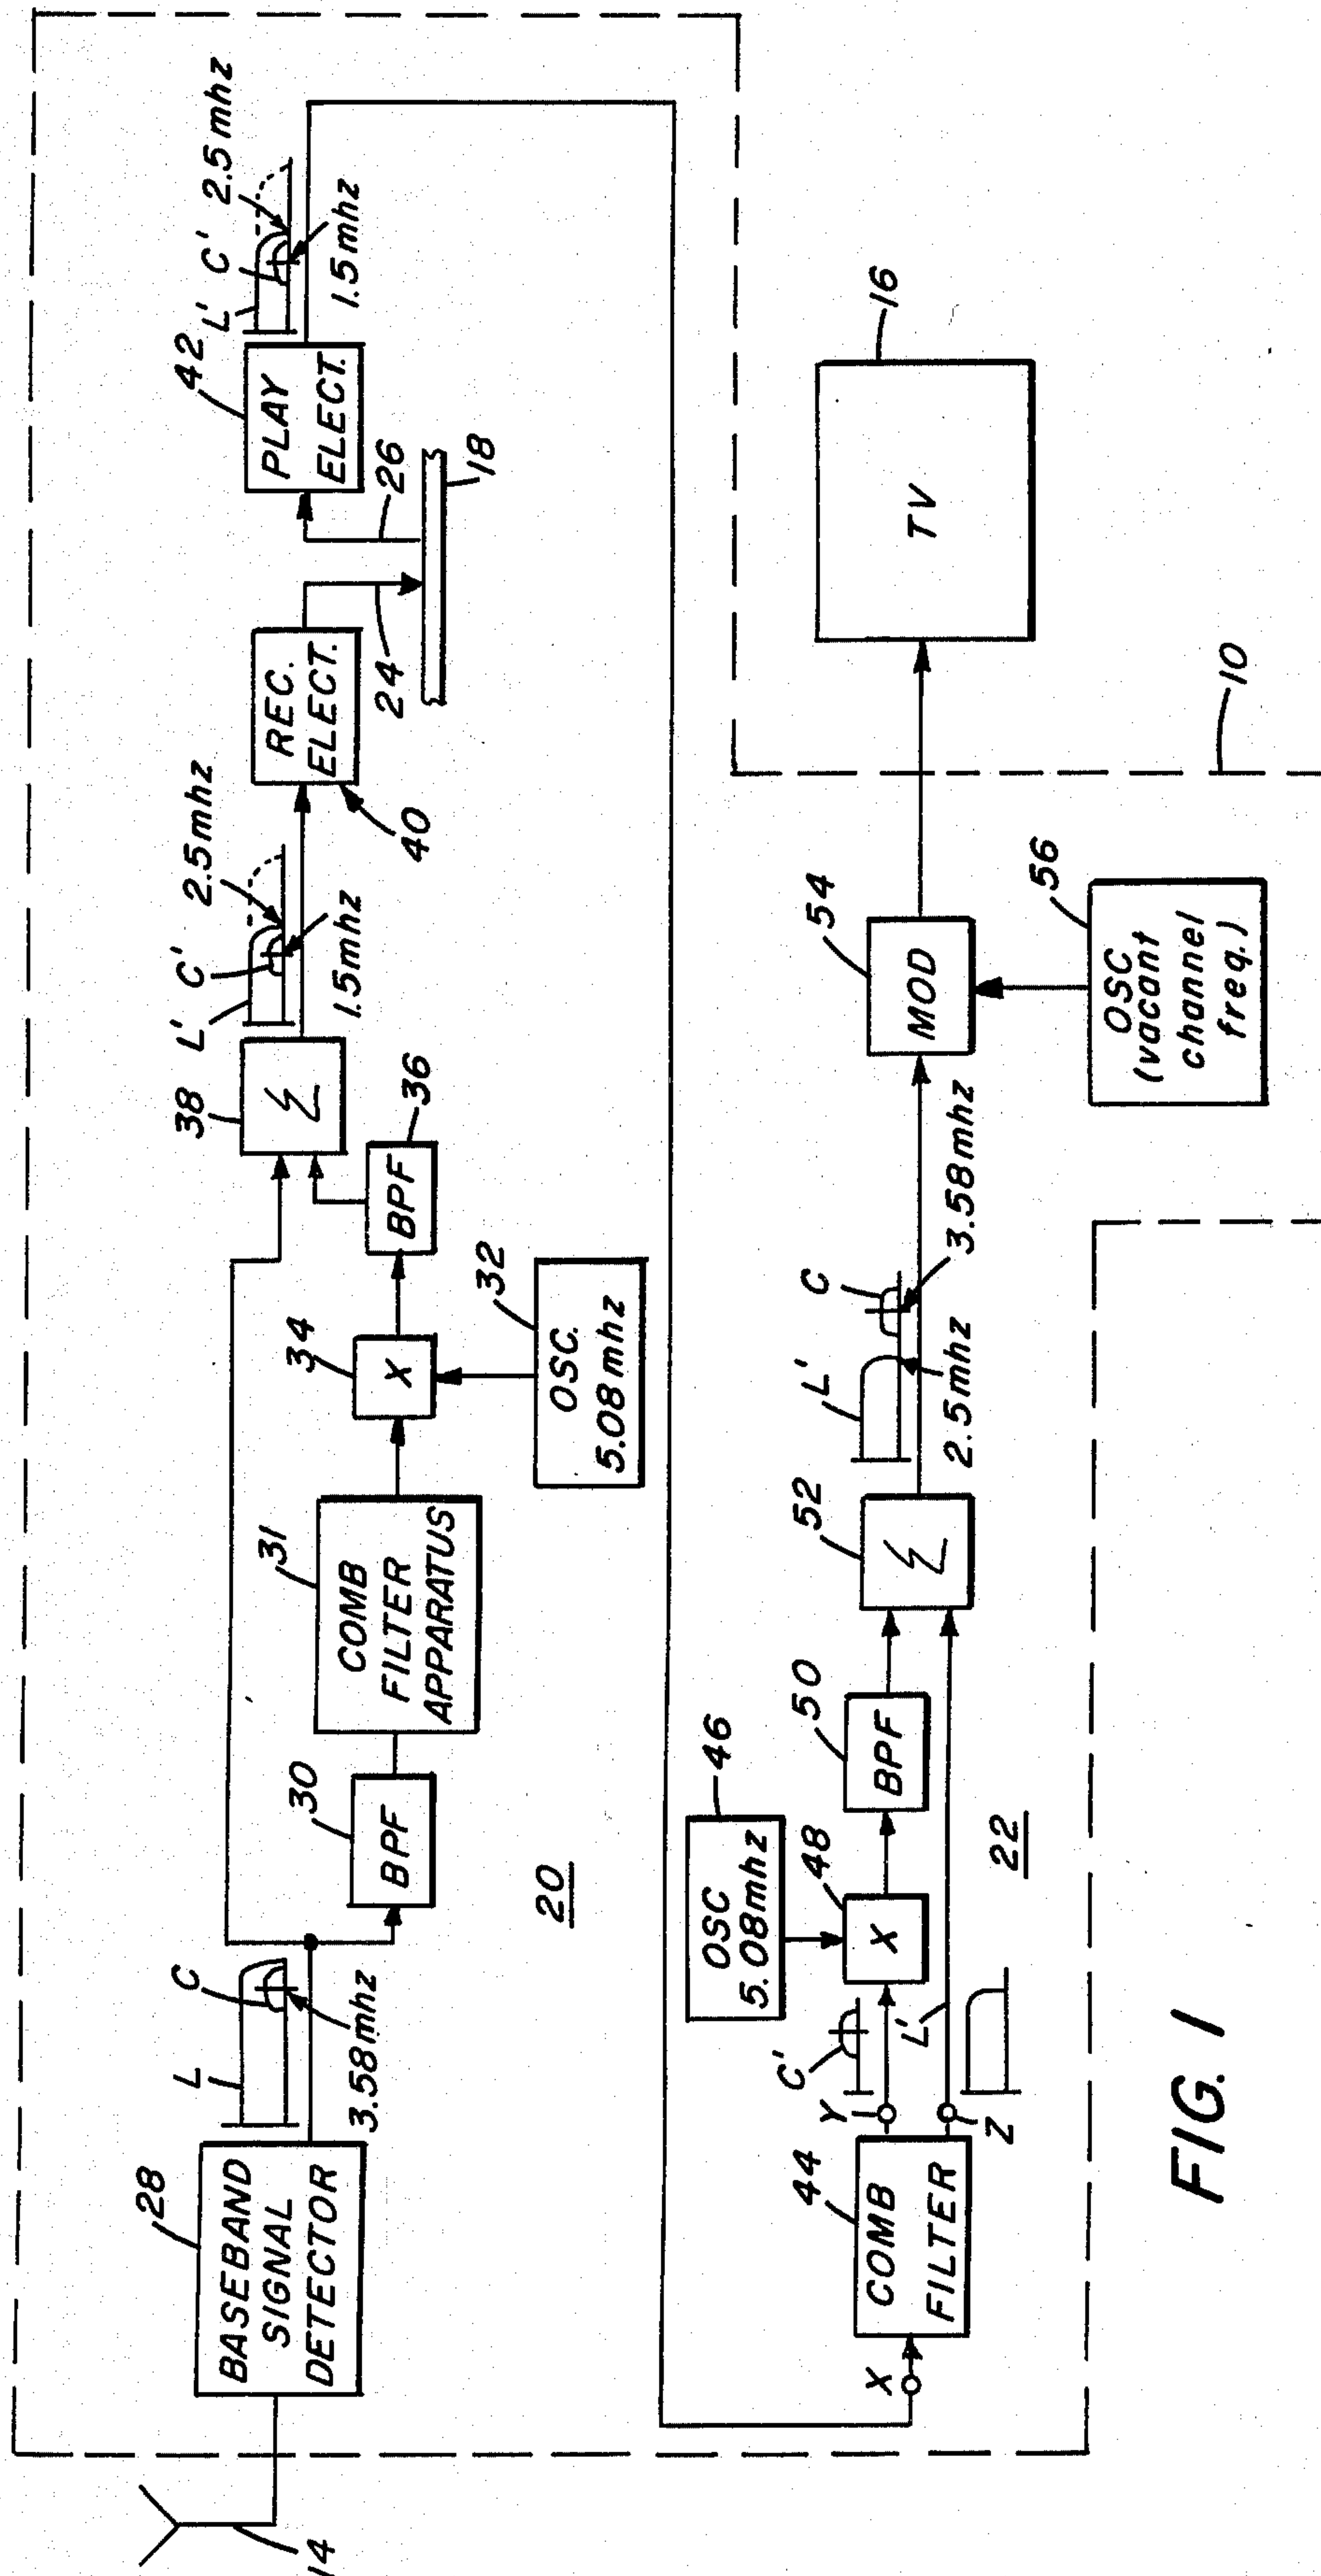 14
28
BASEBAND
SIGNAL
DETECTOR
L
C
3.58mhz
30
BPF
31
COMB
FILTER
APPARATUS
34
X
32
OSC.
5.08mhz
36
BPF
38
Σ
L'
C'
2.5mhz
1.5mhz
40
REC.
ELECT.
24
18
26
42
PLAY
ELECT.
L'
C'
2.5mhz
1.5mhz
20
X
44
COMB
FILTER
Y
Z
C'
L'
46
OSC
5.08mhz
48
X
50
BPF
22
52
Σ
L'
C
2.5mhz
3.58mhz
54
MOD
56
OSC
(vacant
channel
freq.)
16
TV
10
FIG. 1